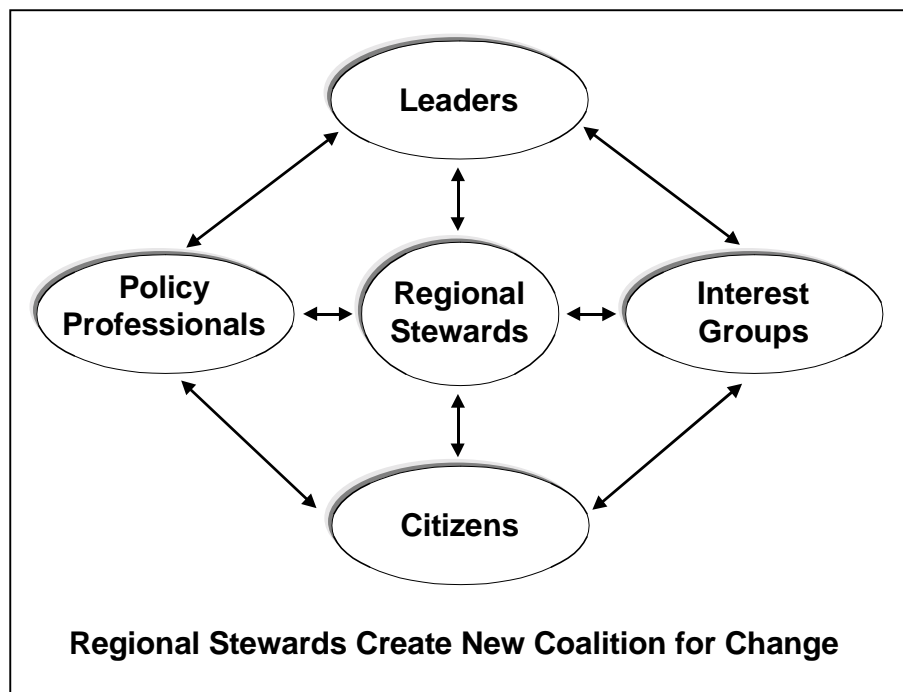 Leaders
Policy
Professionals
Regional
Stewards
Interest
Groups
Citizens
Regional Stewards Create New Coalition for Change